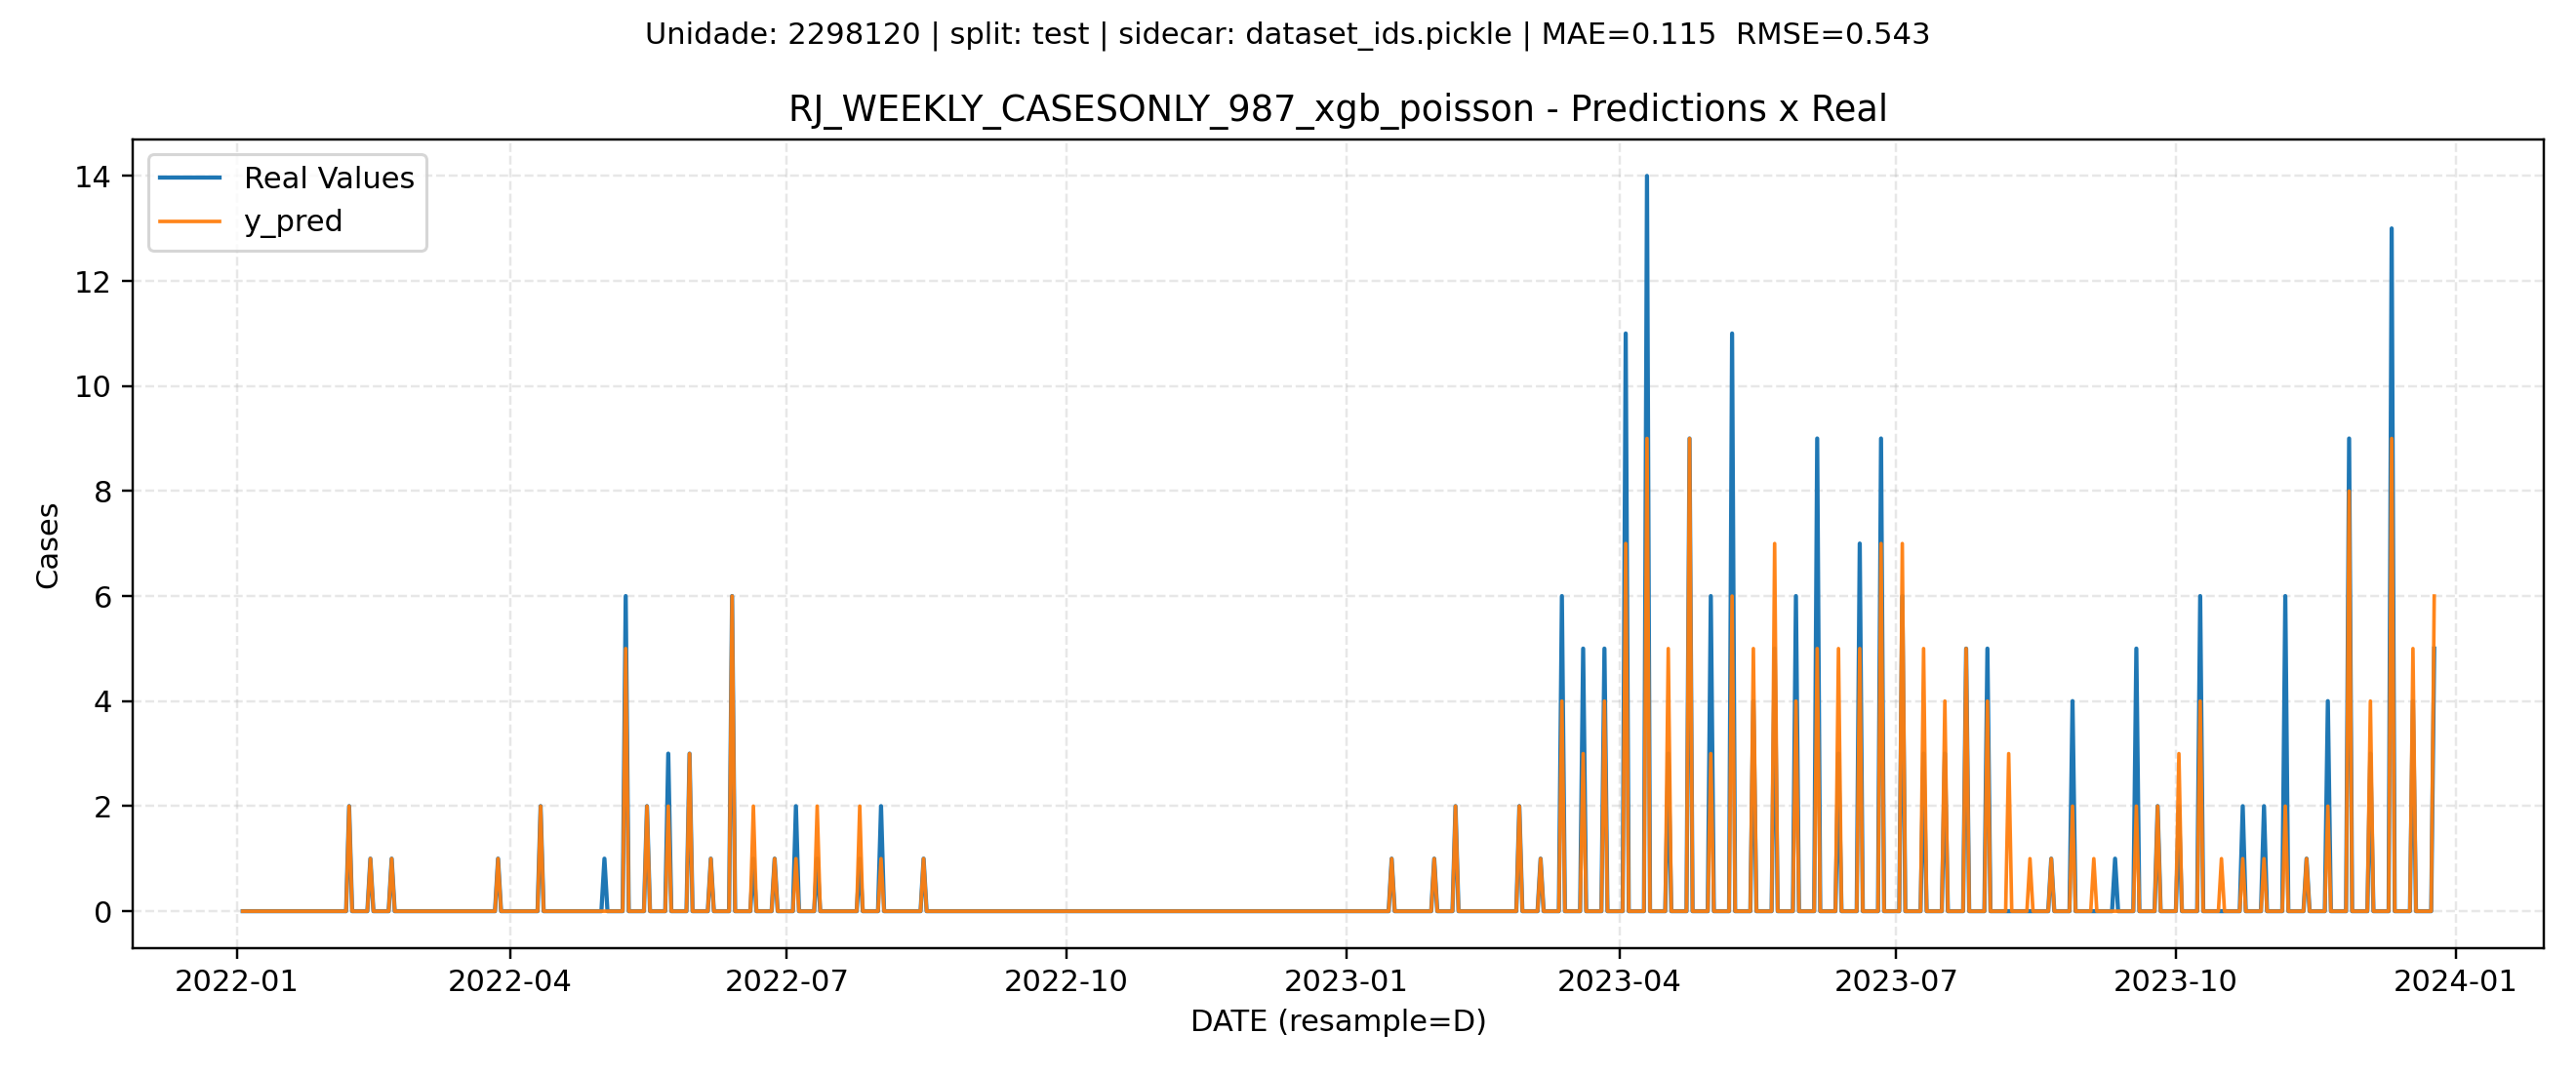 Unidade: 2298120 | split: test | sidecar: dataset_ids.pickle | MAE=0.115  RMSE=0.543
RJ_WEEKLY_CASESONLY_987_xgb_poisson - Predictions x Real
Real Values
y_pred
14
12
10
8
6
4
2
0
Cases
2022-01 2022-04 2022-07 2022-10 2023-01 2023-04 2023-07 2023-10 2024-01
DATE (resample=D)